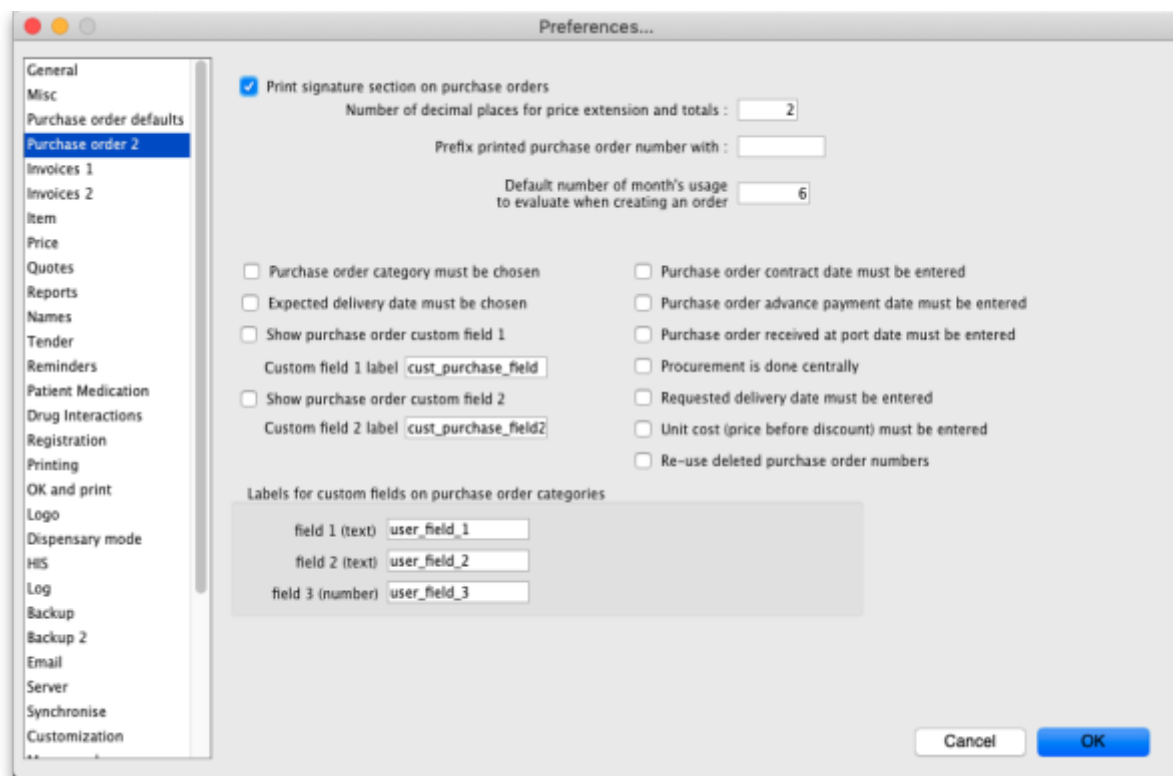 Preferences...
General
Misc
Purchase order defaults
Purchase order 2
Invoices 1
Invoices 2
Item
Price
Quotes
Reports
Names
Tender
Reminders
Patient Medication
Drug Interactions
Registration
Printing
OK and print
Logo
Dispensary mode
HIS
Log
Backup
Backup 2
Email
Server
Synchronise
Customization
Print signature section on purchase orders
Number of decimal places for price extension and totals : 2
Prefix printed purchase order number with :
Default number of month's usage
to evaluate when creating an order 6
Purchase order category must be chosen
Expected delivery date must be chosen
Show purchase order custom field 1
Custom field 1 label cust_purchase_field
Show purchase order custom field 2
Custom field 2 label cust_purchase_field2
Purchase order contract date must be entered
Purchase order advance payment date must be entered
Purchase order received at port date must be entered
Procurement is done centrally
Requested delivery date must be entered
Unit cost (price before discount) must be entered
Re-use deleted purchase order numbers
Labels for custom fields on purchase order categories
field 1 (text) user_field_1
field 2 (text) user_field_2
field 3 (number) user_field_3
Cancel
OK